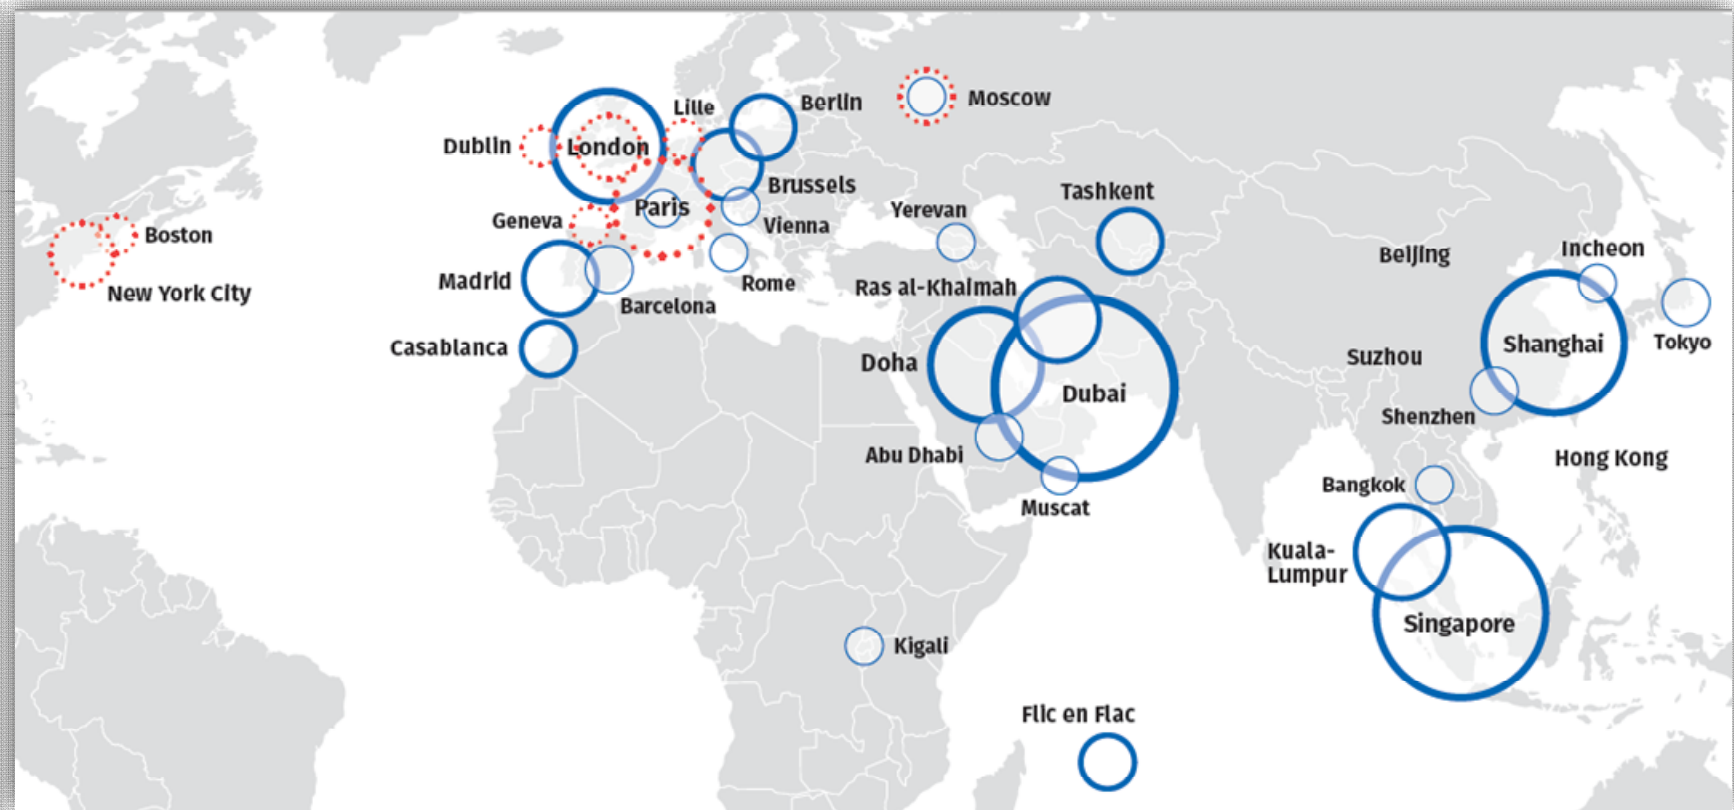 Moscow
Berlin
Lille
Dublin
London
Brussels
Tashkent
Paris
Yerevan
Geneva
Vienna
Boston
Incheon
Beijing
Madrid
Rome
Ras al-Khaimah
New York City
Barcelona
Tokyo
Shanghai
Casablanca
Suzhou
Doha
Dubai
Shenzhen
Abu Dhabi
Hong Kong
Bangkok
Muscat
Kuala-
Lumpur
Singapore
Kigali
Flic en Flac